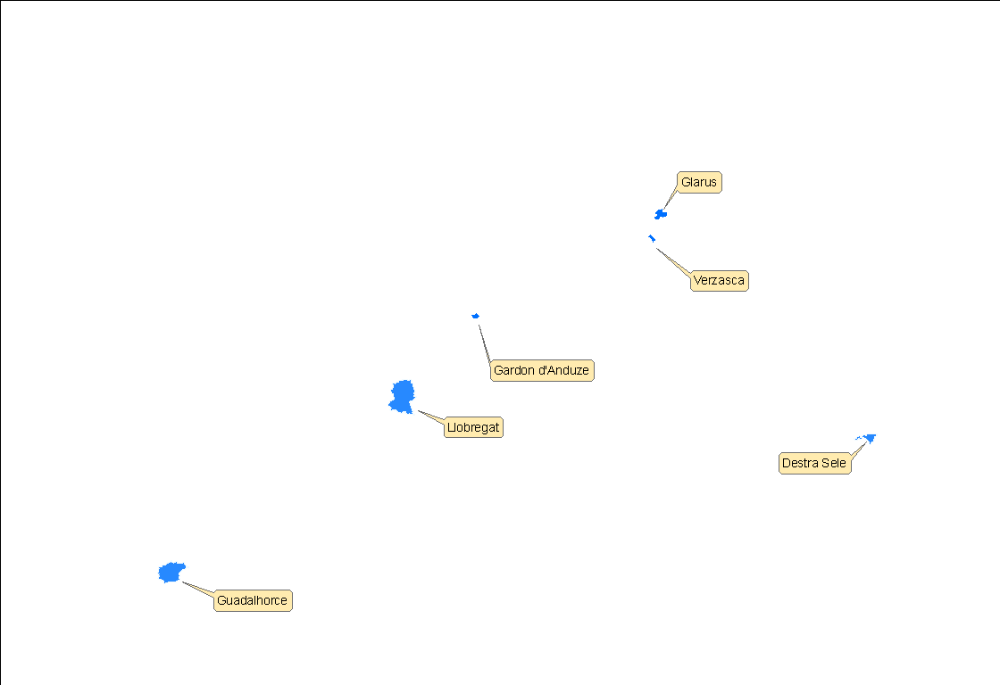 Glarus
Verzasca
Gardon d'Anduze
Llobregat
Destra Sele
Guadalhorce